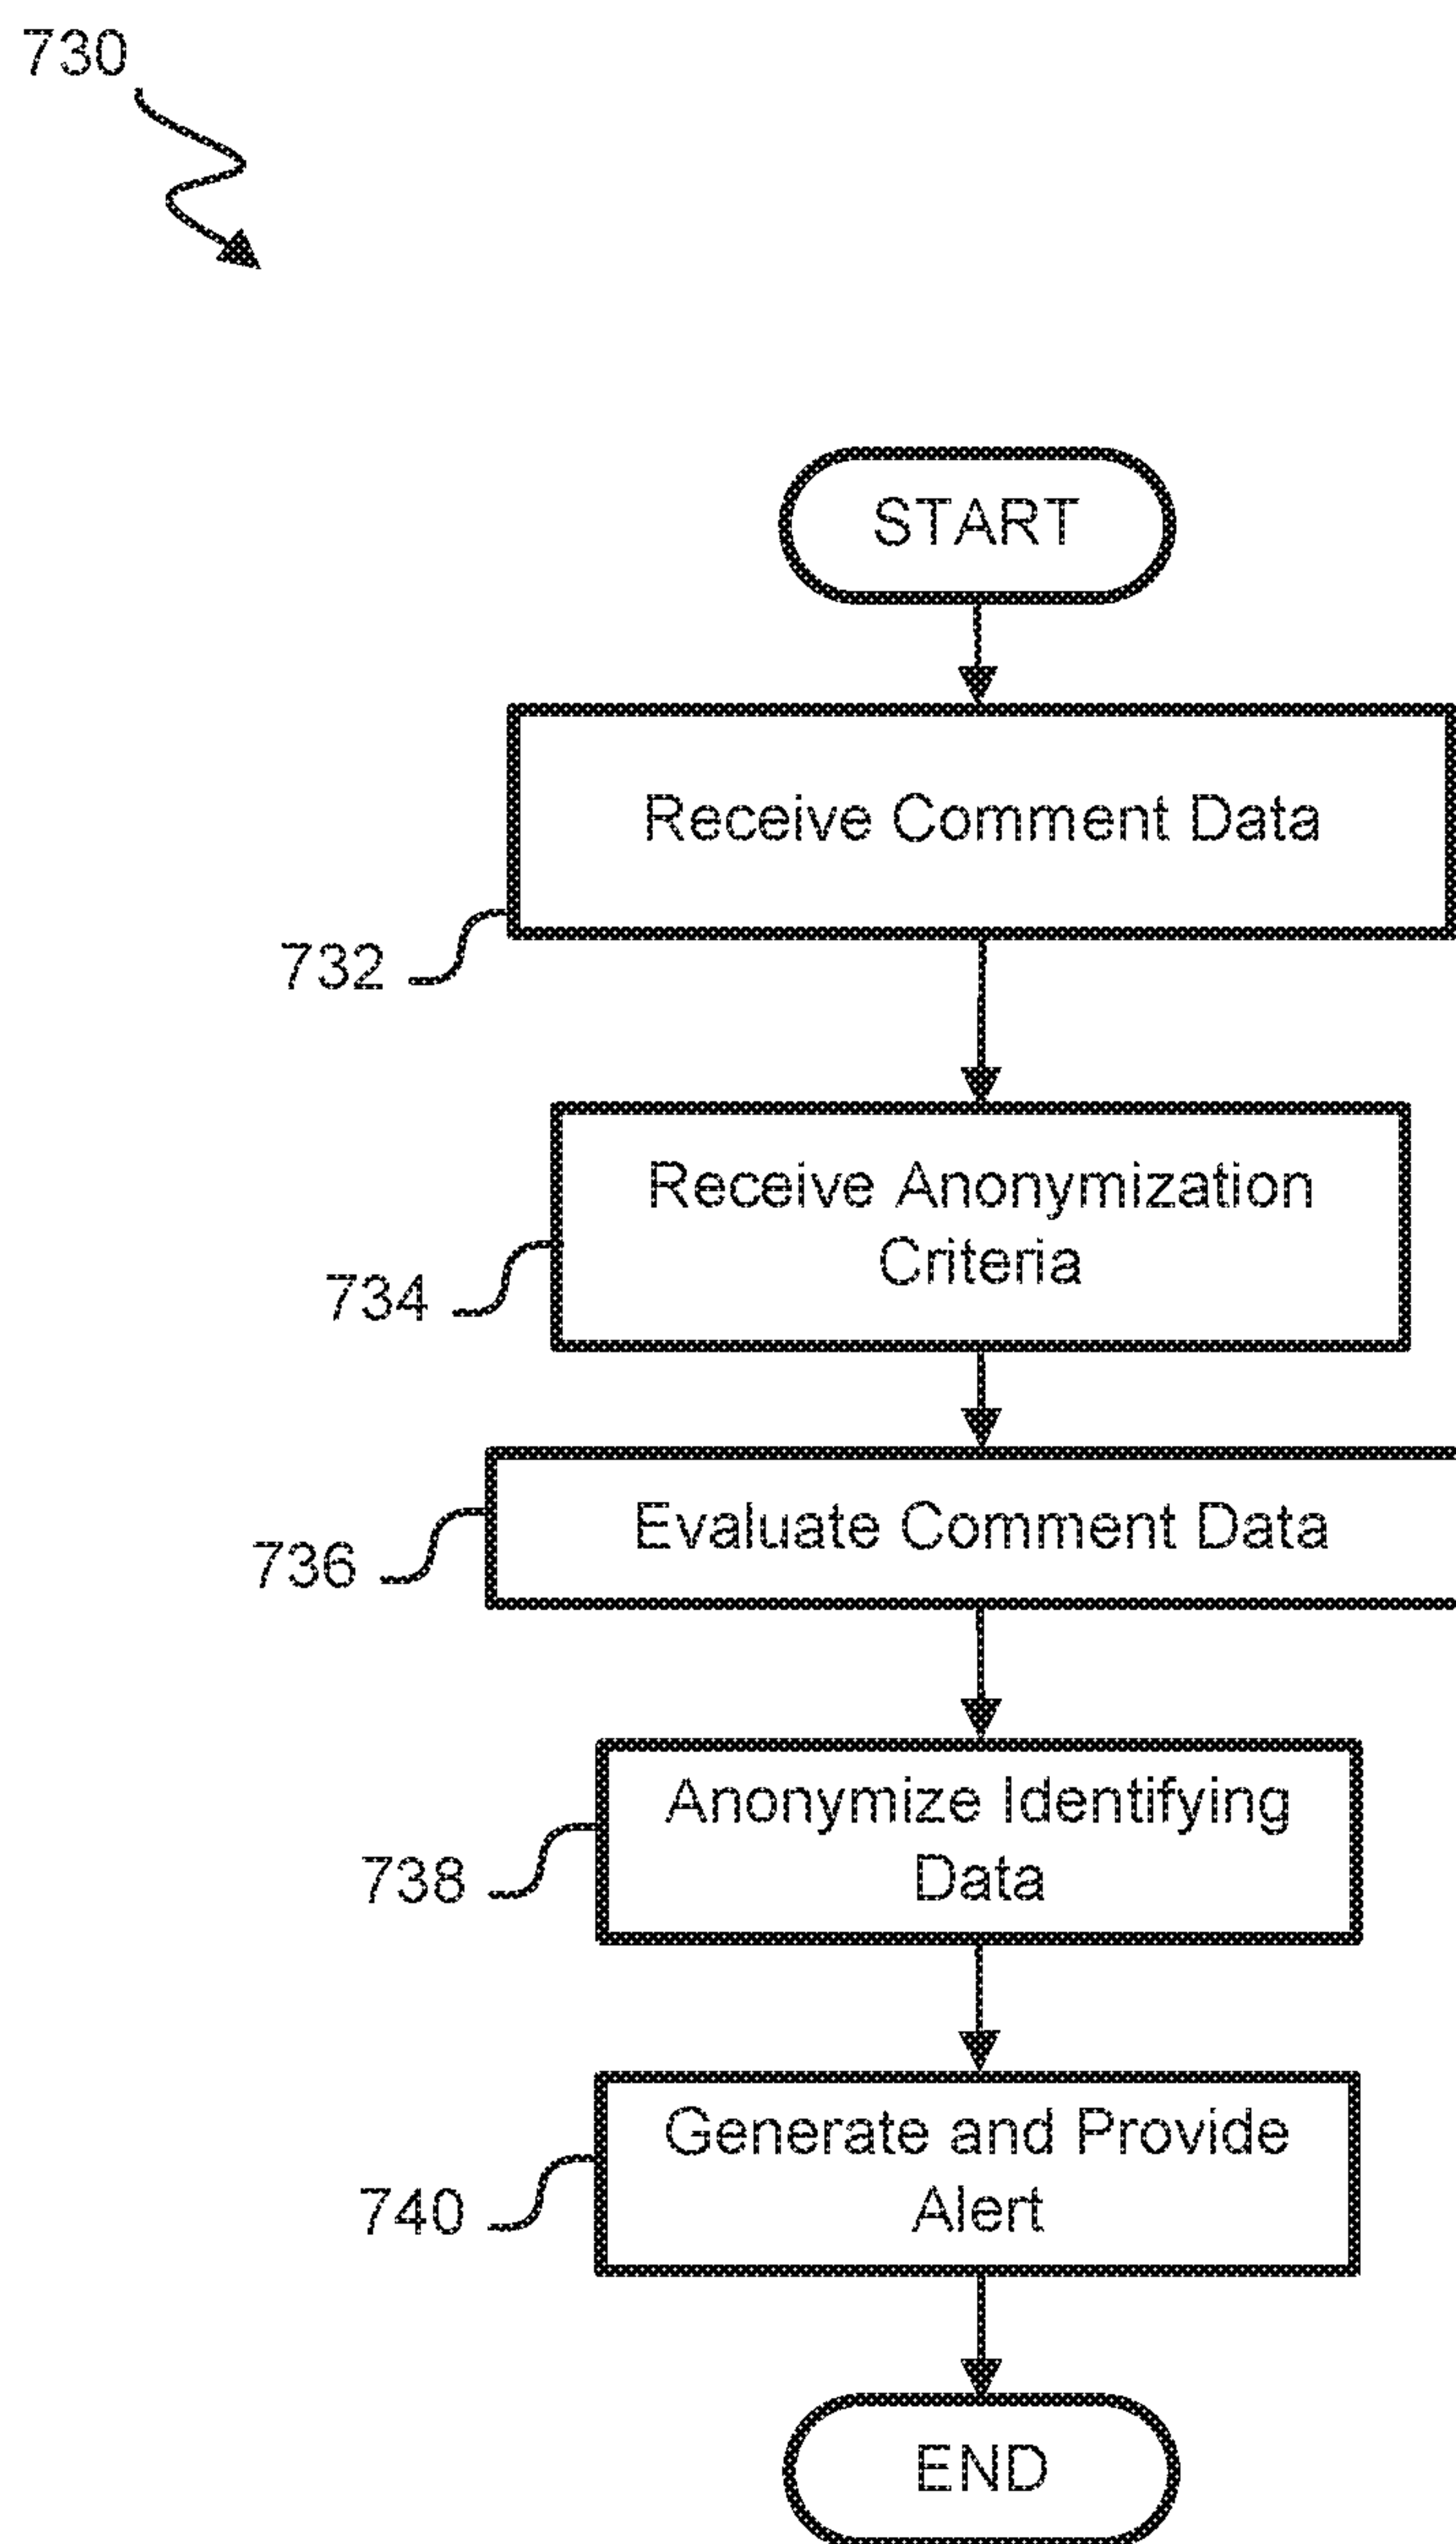 730
START
Receive Comment Data
732
Receive Anonymization
Criteria
734
Evaluate Comment Data
736
Anonymize Identifying
Data
738
Generate and Provide
Alert
740
END